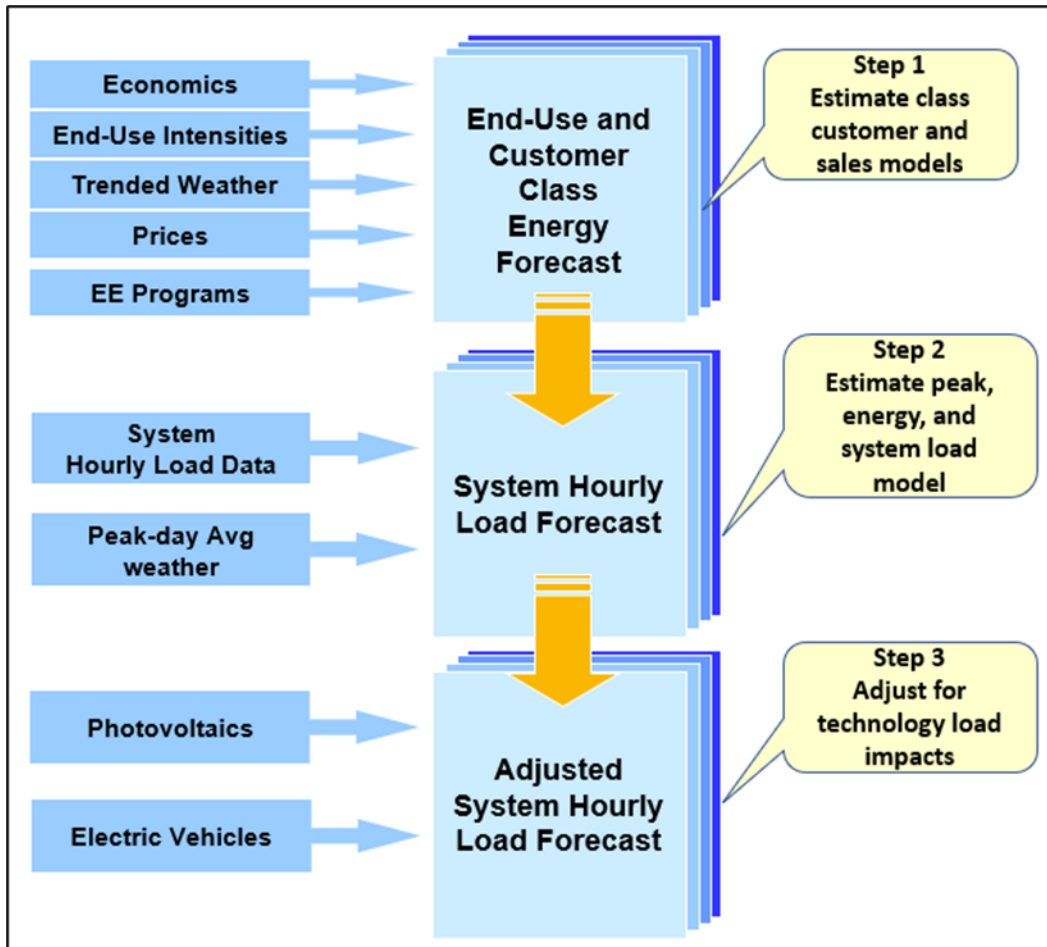 Economics
End-Use Intensities
Trended Weather
Prices
EE Programs
End-Use and
Customer
Class
Energy
Forecast
Step 1
Estimate class
customer and
sales models
System
Hourly Load Data
Peak-day Avg
weather
System Hourly
Load Forecast
Step 2
Estimate peak,
energy, and
system load
model
Photovoltaics
Electric Vehicles
Adjusted
System Hourly
Load Forecast
Step 3
Adjust for
technology load
impacts